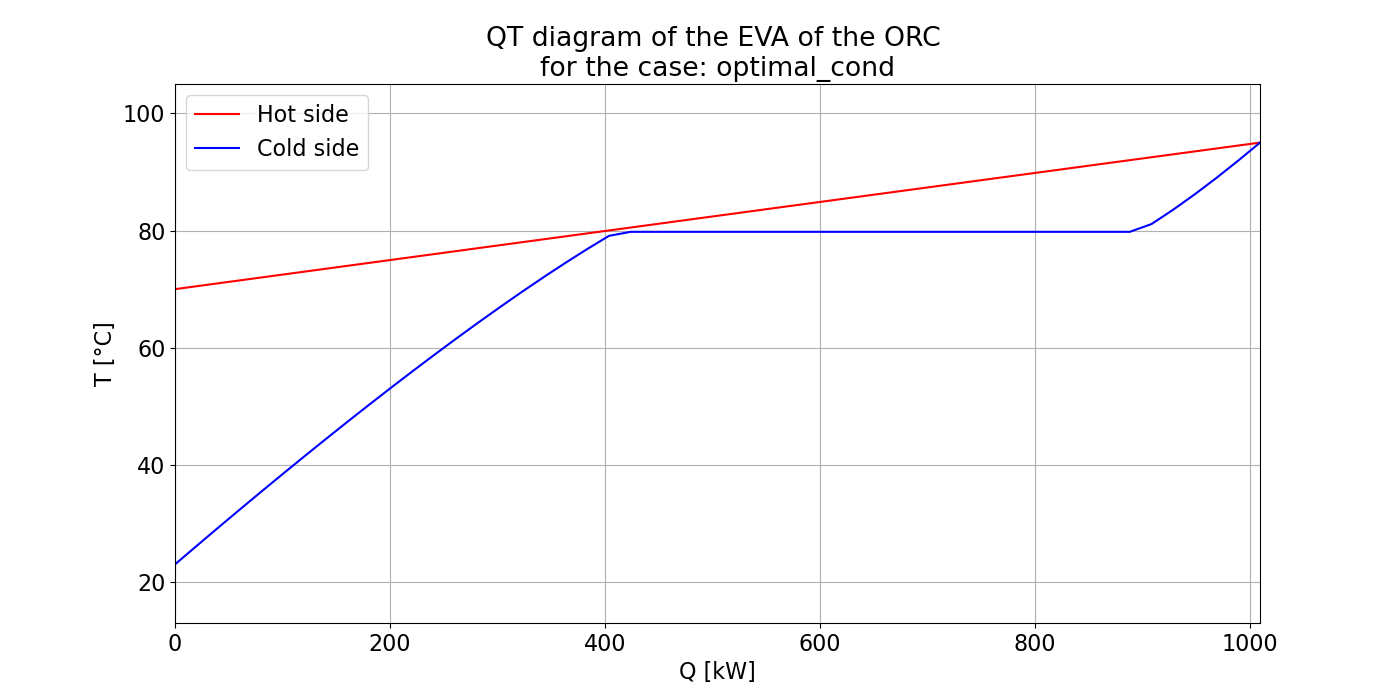 QT diagram of the EVA of the ORC
for the case: optimal_cond
Hot side
Cold side
100
80
60
40
20
T [°C]
0
200
400
600
800
1000
Q [kW]